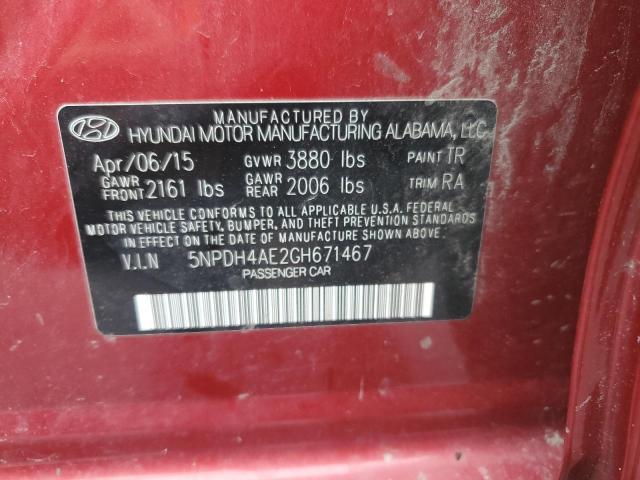 MANUFACTURED BY
HYUNDAI MOTOR MANUFACTURING ALABAMA, LLC
Apr/06/15 GVWR 3880 lbs PAINT TR
GAWR FRONT 2161 lbs GAWR REAR 2006 lbs TRIM RA
THIS VEHICLE CONFORMS TO ALL APPLICABLE U.S.A. FEDERAL
MOTOR VEHICLE SAFETY, BUMPER, AND THEFT PREVENTION STANDARDS
IN EFFECT ON THE DATE OF MANUFACTURE SHOWN ABOVE.
V.I.N 5NPDH4AE2GH671467
PASSENGER CAR